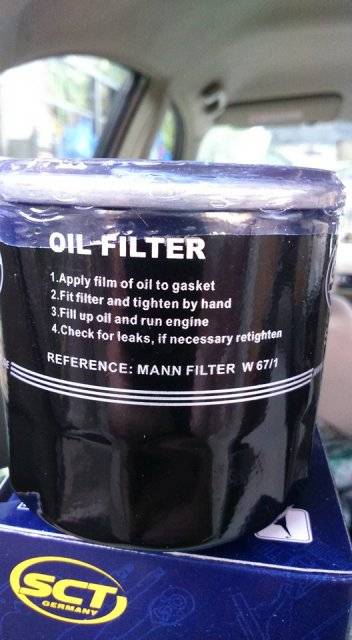 OIL FILTER
1.Apply film of oil to gasket
2.Fit filter and tighten by hand
3.Fill up oil and run engine
4.Check for leaks, if necessary retighten
REFERENCE: MANN FILTER W 67/1
SCT
GERMANY